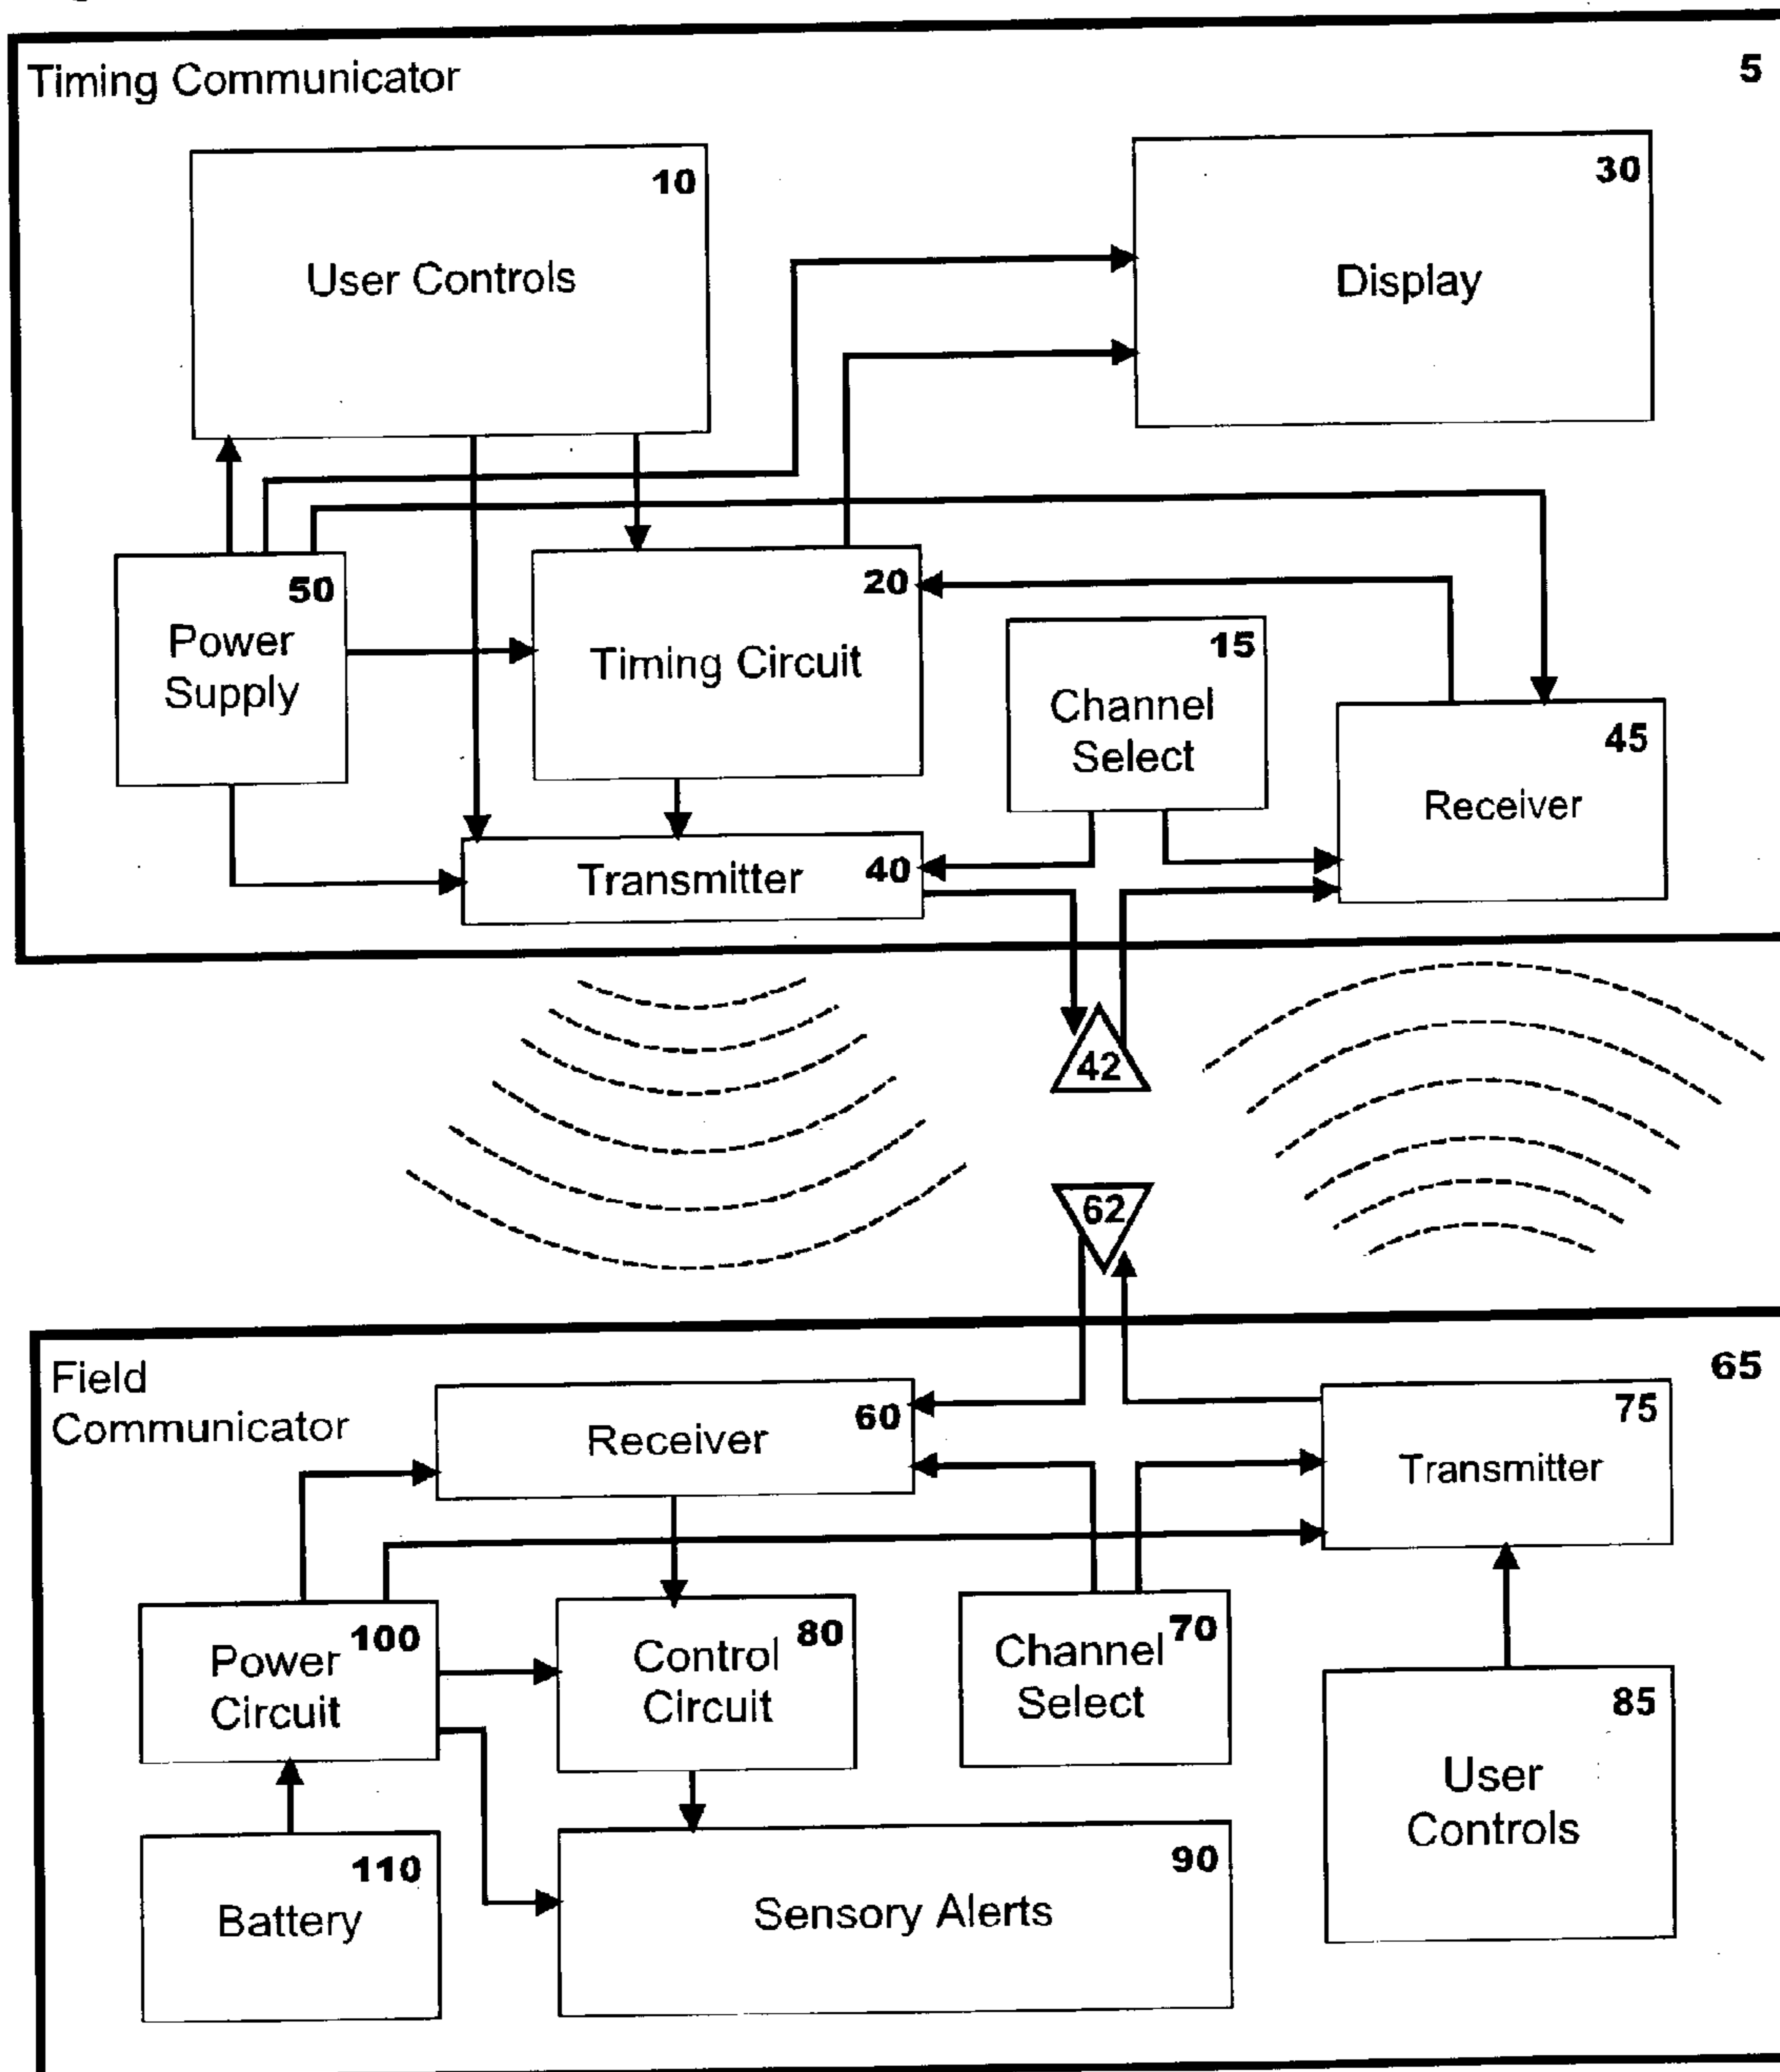 Timing Communicator
5
10
User Controls
30
Display
50
Power
Supply
20
Timing Circuit
15
Channel
Select
45
Receiver
Transmitter
40
42
62
Field
Communicator
65
60
Receiver
75
Transmitter
100
Power
Circuit
80
Control
Circuit
70
Channel
Select
85
User
Controls
110
Battery
90
Sensory Alerts